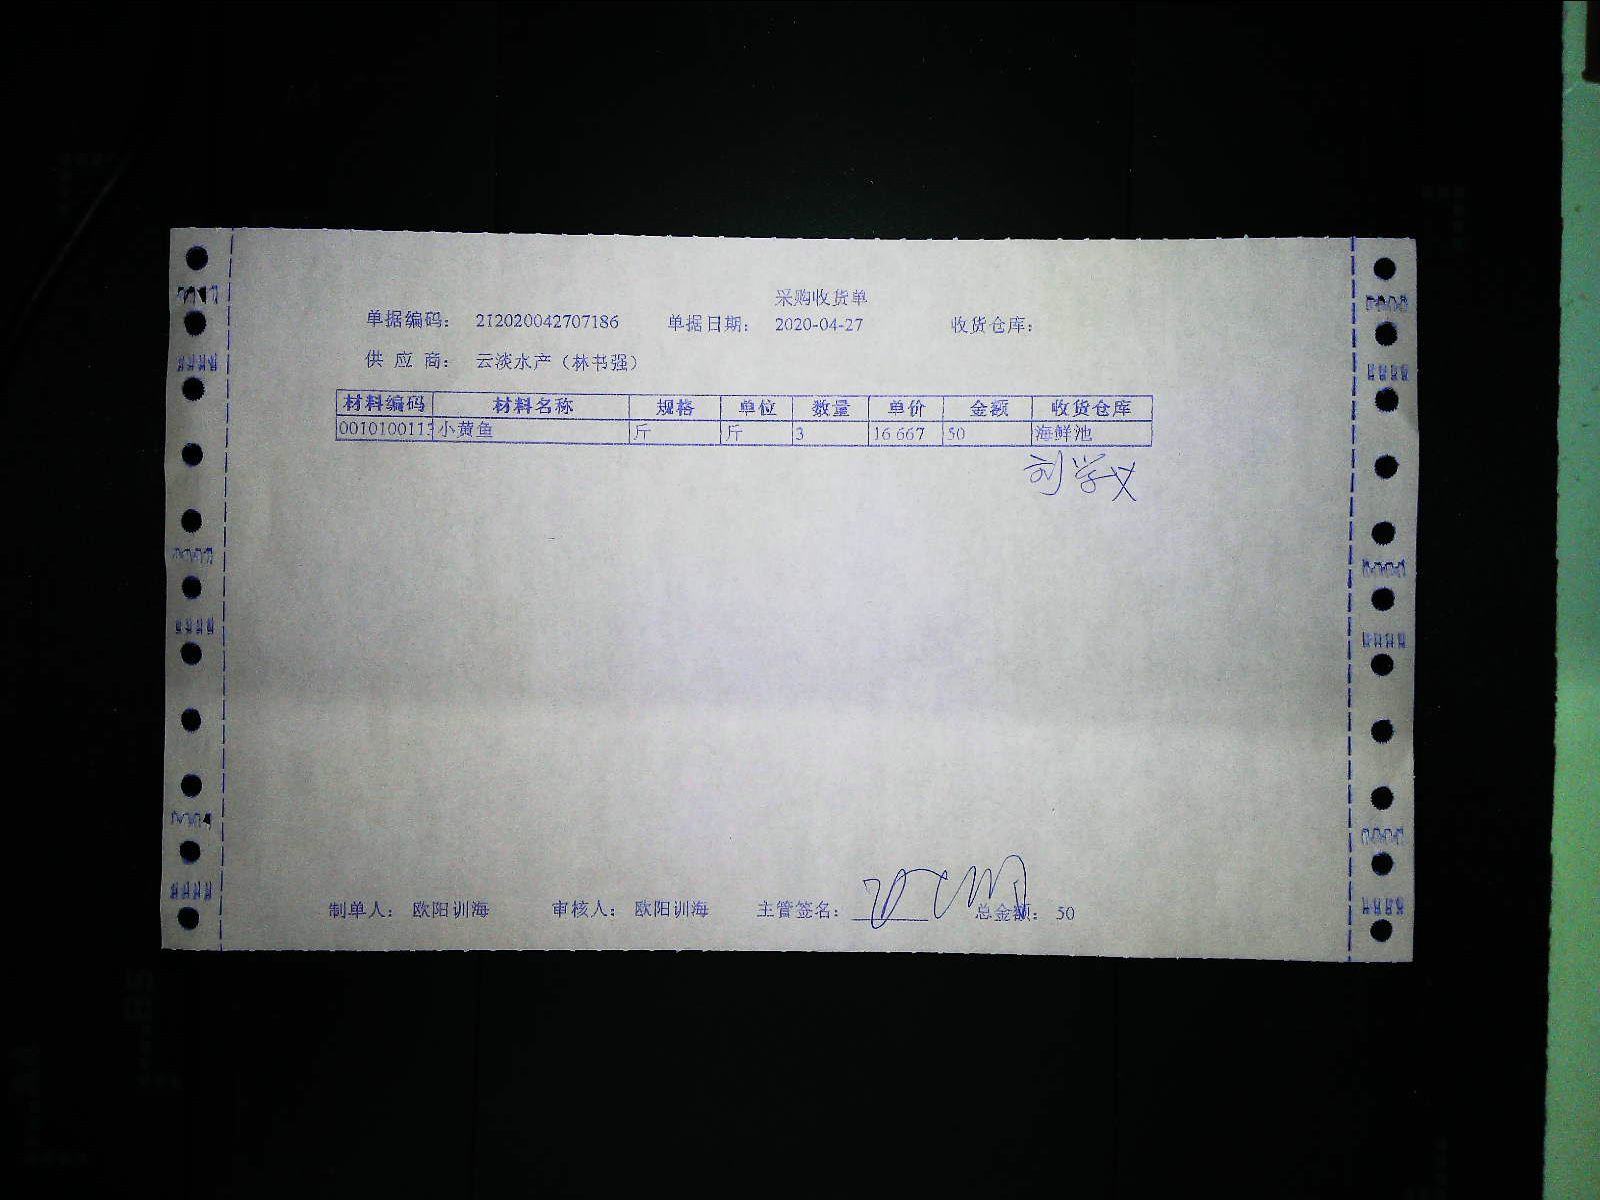 采购收货单
单据编码： 212020042707186 单据日期： 2020-04-27 收货仓库：
供 应 商： 云淡水产（林书强）
材料编码 材料名称 规格 单位 数量 单价 金额 收货仓库
0010100113 小黄鱼 斤 斤 3 16.667 50 海鲜池
刘学义
制单人： 欧阳训海 审核人： 欧阳训海 主管签名： 总金额： 50